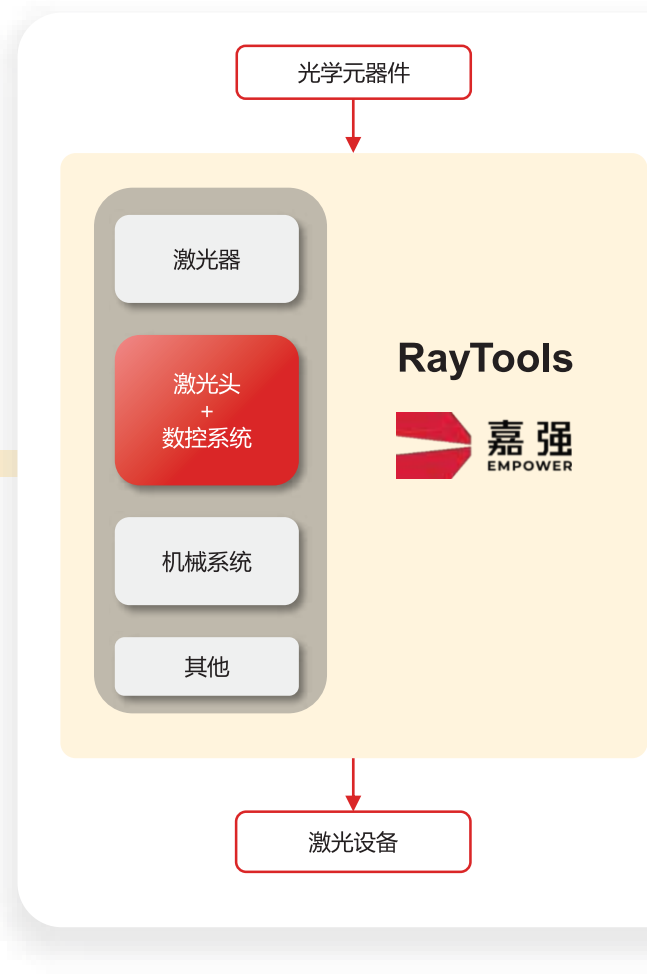 光学元器件
激光器
激光头
+
数控系统
机械系统
其他
RayTools
嘉强
EMPOWER
激光设备